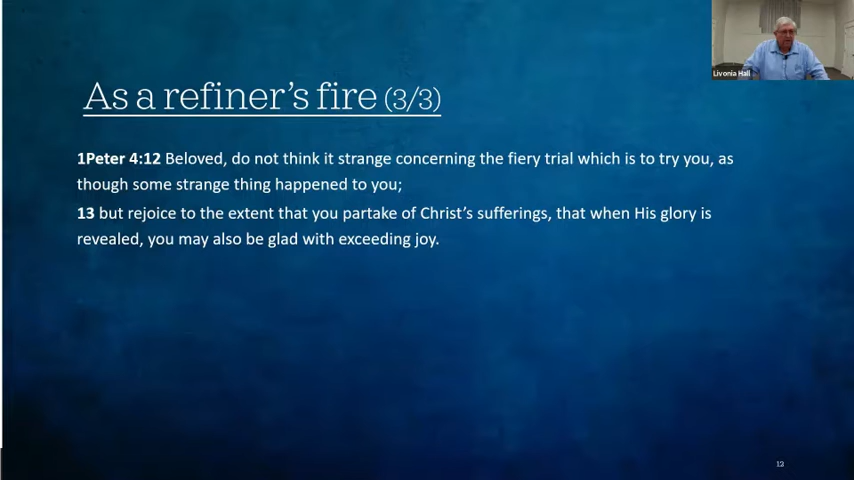 Livonia Hall
As a refiner's fire (3/3)
1Peter 4:12 Beloved, do not think it strange concerning the fiery trial which is to try you, as
though some strange thing happened to you;
13 but rejoice to the extent that you partake of Christ's sufferings, that when His glory is
revealed, you may also be glad with exceeding joy.
12